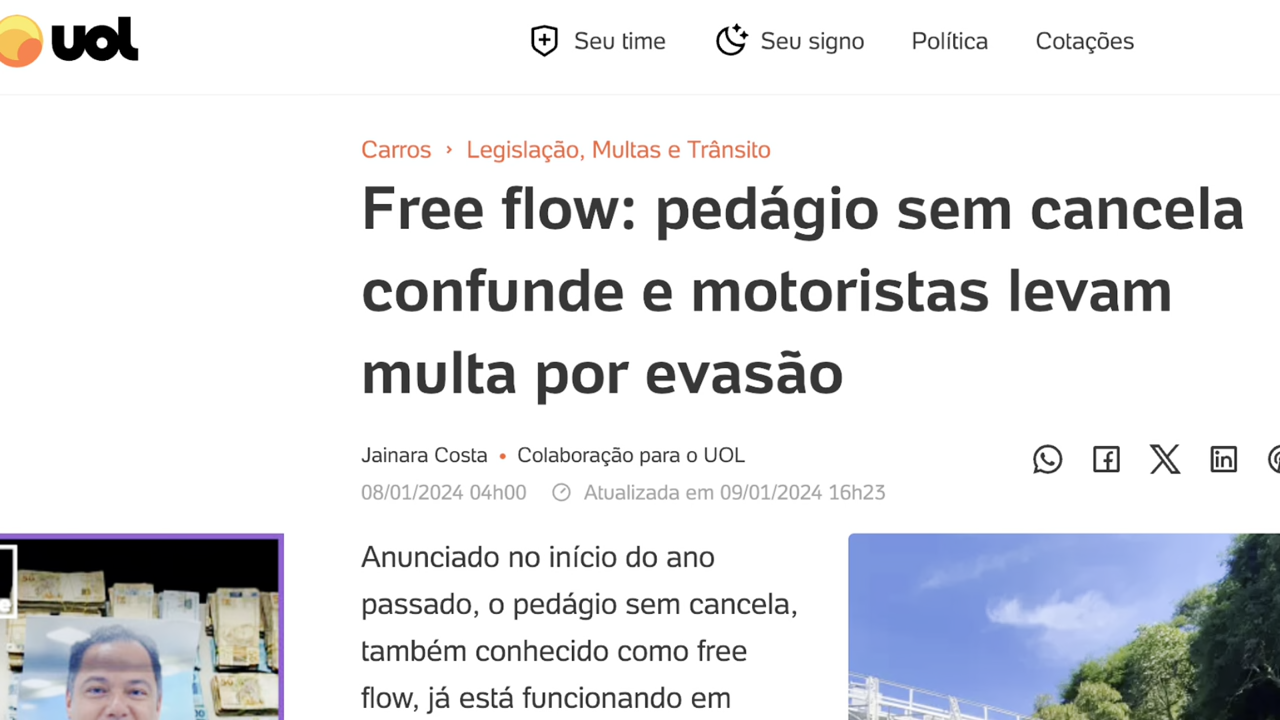 uol
Seu time
Seu signo
Política
Cotações
Carros › Legislação, Multas e Trânsito
Free flow: pedágio sem cancela
confunde e motoristas levam
multa por evasão
Jainara Costa • Colaboração para o UOL
08/01/2024 04h00 Atualizada em 09/01/2024 16h23
Anunciado no início do ano
passado, o pedágio sem cancela,
também conhecido como free
flow, já está funcionando em